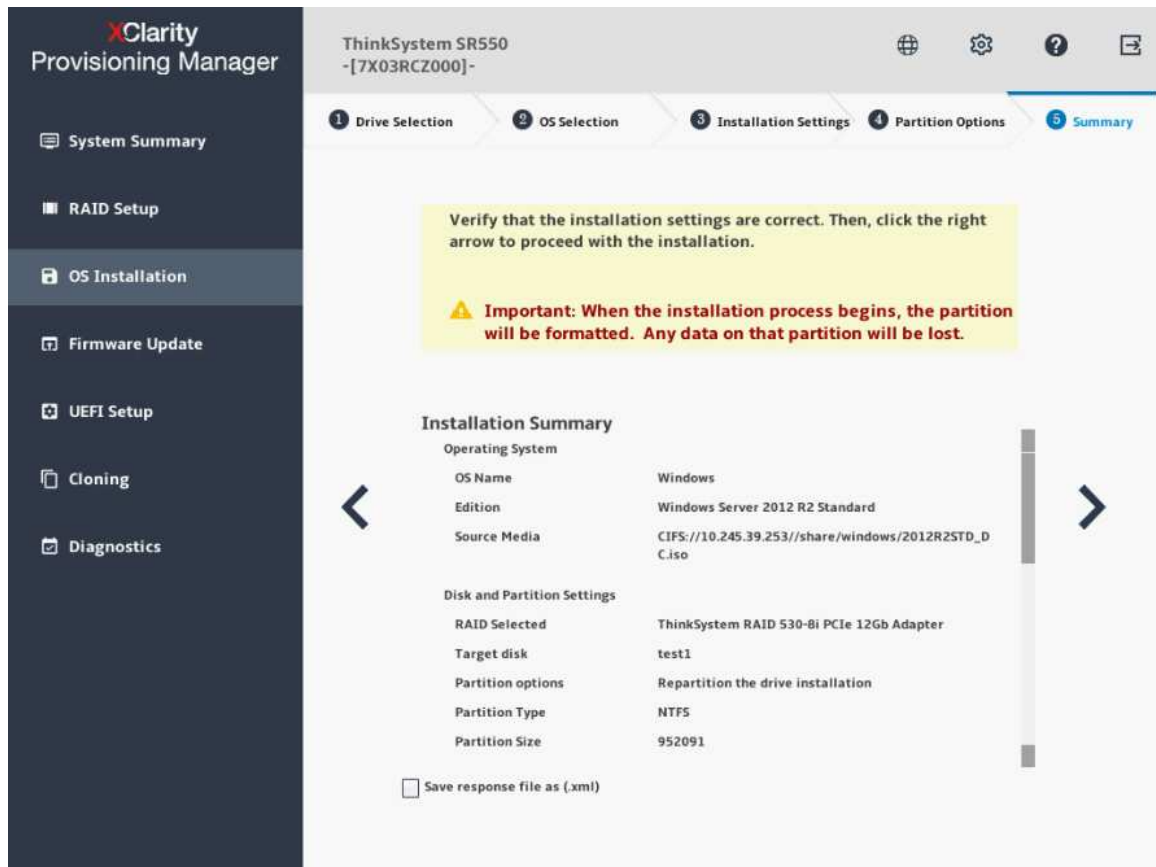 XClarity
Provisioning Manager
System Summary
RAID Setup
OS Installation
Firmware Update
UEFI Setup
Cloning
Diagnostics
ThinkSystem SR550
-[7X03RCZ000]-
1 Drive Selection
2 OS Selection
3 Installation Settings
4 Partition Options
5 Summary
Verify that the installation settings are correct. Then, click the right
arrow to proceed with the installation.
Important: When the installation process begins, the partition
will be formatted. Any data on that partition will be lost.
Installation Summary
Operating System
OS Name Windows
Edition Windows Server 2012 R2 Standard
Source Media CIFS://10.245.39.253//share/windows/2012R2STD_D
C.iso
Disk and Partition Settings
RAID Selected ThinkSystem RAID 530-8i PCIe 12Gb Adapter
Target disk test1
Partition options Repartition the drive installation
Partition Type NTFS
Partition Size 952091
Save response file as (.xml)